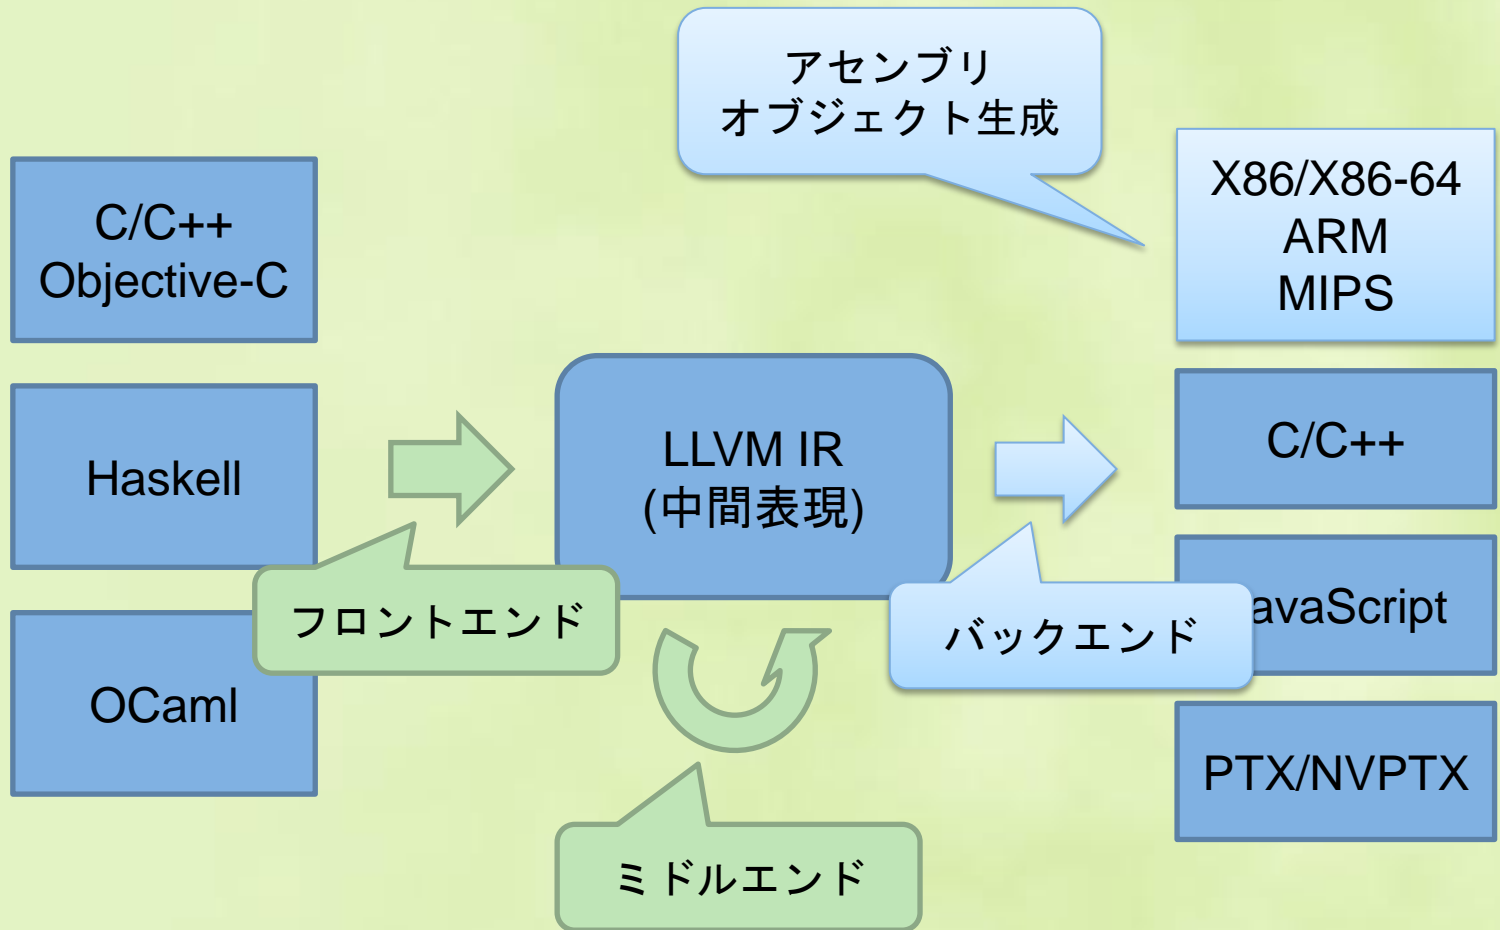 アセンブリ
オブジェクト生成
C/C++
Objective-C
X86/X86-64
ARM
MIPS
Haskell
LLVM IR
(中間表現)
C/C++
フロントエンド
バックエンド
avaScript
OCaml
PTX/NVPTX
ミドルエンド